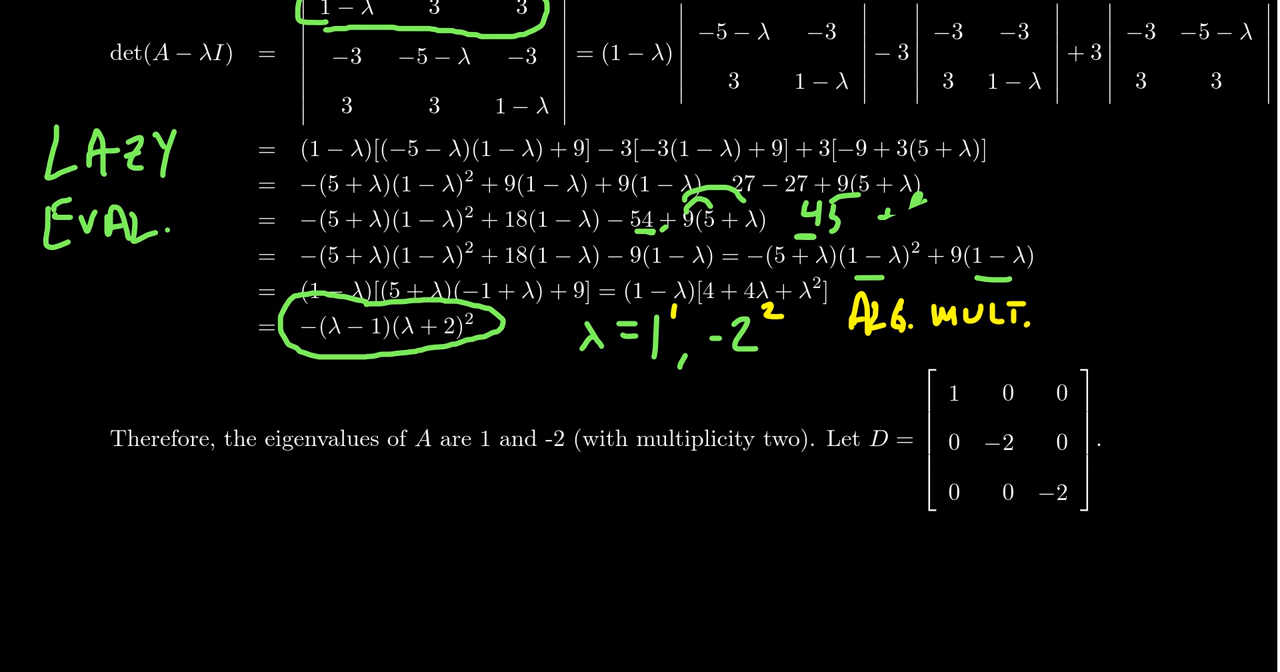 det(A − λI) = | 1 − λ 3 3 |
| −3 −5 − λ −3 |
| 3 3 1 − λ | = (1 − λ) | −5 − λ −3 | − 3 | −3 −3 | + 3 | −3 −5 − λ |
| 3 1 − λ | | 3 1 − λ | | 3 3 |
LAZY
EVAL.
= (1 − λ)[(−5 − λ)(1 − λ) + 9] − 3[−3(1 − λ) + 9] + 3[−9 + 3(5 + λ)]
= −(5 + λ)(1 − λ)² + 9(1 − λ) + 9(1 − λ) − 27 − 27 + 9(5 + λ)
= −(5 + λ)(1 − λ)² + 18(1 − λ) − 54 + 9(5 + λ) 45 +
= −(5 + λ)(1 − λ)² + 18(1 − λ) − 9(1 − λ) = −(5 + λ)(1 − λ)² + 9(1 − λ)
= (1 − λ)[(5 + λ)(−1 + λ) + 9] = (1 − λ)[4 + 4λ + λ²]
= −(λ − 1)(λ + 2)² λ = 1¹, −2² ALG. MULT.
Therefore, the eigenvalues of A are 1 and -2 (with multiplicity two). Let D = [ 1 0 0
0 −2 0
0 0 −2 ] .